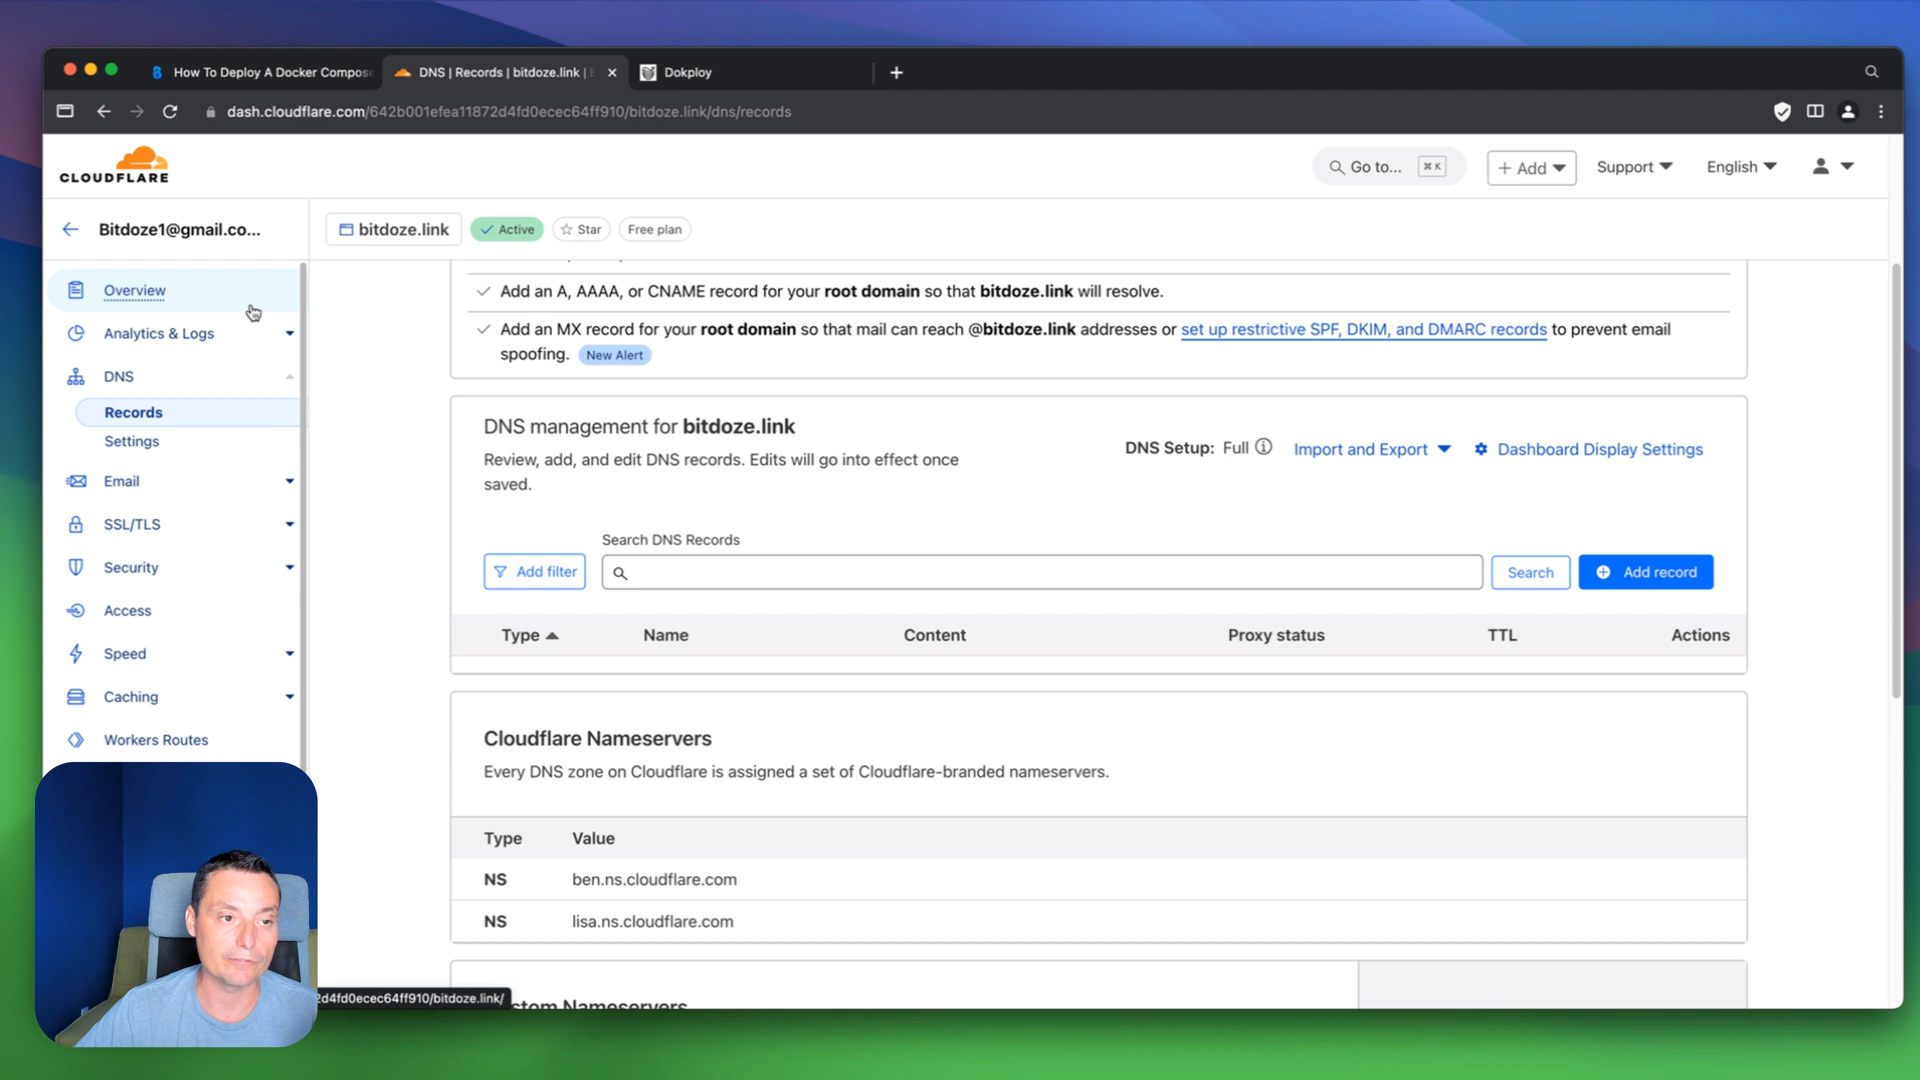 How To Deploy A Docker Compose
DNS | Records | bitdoze.link |
Dokploy
dash.cloudflare.com/642b001efea11872d4fd0ecec64ff910/bitdoze.link/dns/records
CLOUDFLARE
Go to...
⌘ K
+ Add
Support
English
Bitdoze1@gmail.co...
bitdoze.link
Active
Star
Free plan
Overview
Analytics & Logs
DNS
Records
Settings
Email
SSL/TLS
Security
Access
Speed
Caching
Workers Routes
Add an A, AAAA, or CNAME record for your root domain so that bitdoze.link will resolve.
Add an MX record for your root domain so that mail can reach @bitdoze.link addresses or set up restrictive SPF, DKIM, and DMARC records to prevent email
spoofing. New Alert
DNS management for bitdoze.link
Review, add, and edit DNS records. Edits will go into effect once
saved.
DNS Setup: Full
Import and Export
Dashboard Display Settings
Search DNS Records
Add filter
Search
Add record
Type Name Content Proxy status TTL Actions
Cloudflare Nameservers
Every DNS zone on Cloudflare is assigned a set of Cloudflare-branded nameservers.
Type Value
NS ben.ns.cloudflare.com
NS lisa.ns.cloudflare.com
2d4fd0ecec64ff910/bitdoze.link/
stom Nameservers